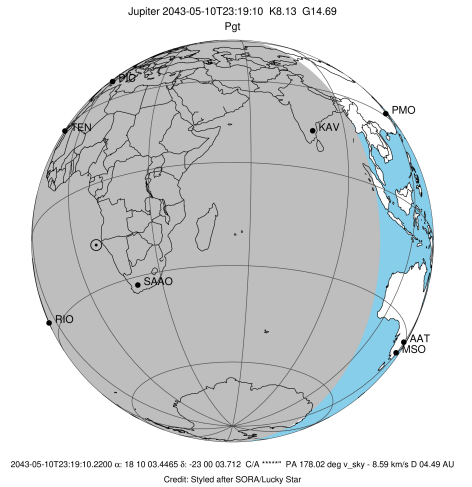 Jupiter 2043-05-10T23:19:10 K8.13 G14.69
Pgt
PIC
TEN
KAV
PMO
SAAO
RIO
AAT
MSO
2043-05-10T23:19:10.2200 α: 18 10 03.4465 δ: -23 00 03.712 C/A *****" PA 178.02 deg v_sky - 8.59 km/s D 04.49 AU
Credit: Styled after SORA/Lucky Star